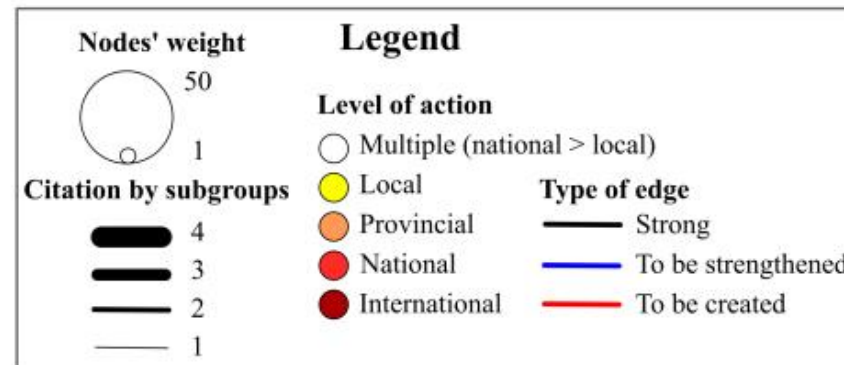 Legend
Nodes' weight
50
1
Citation by subgroups
4
3
2
1
Level of action
Multiple (national > local)
Local
Provincial
National
International
Type of edge
Strong
To be strengthened
To be created